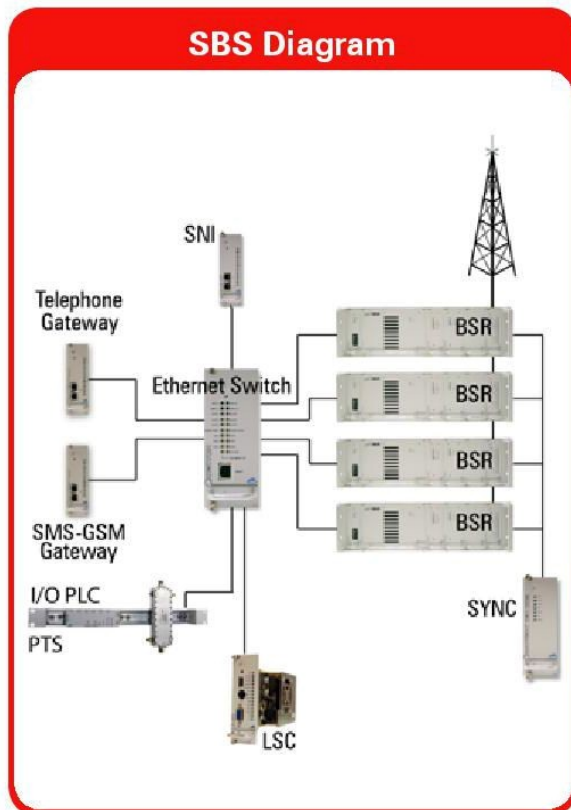 SBS Diagram
SNI
Telephone
Gateway
Ethernet Switch
BSR
BSR
BSR
BSR
SMS-GSM
Gateway
I/O PLC
PTS
SYNC
LSC